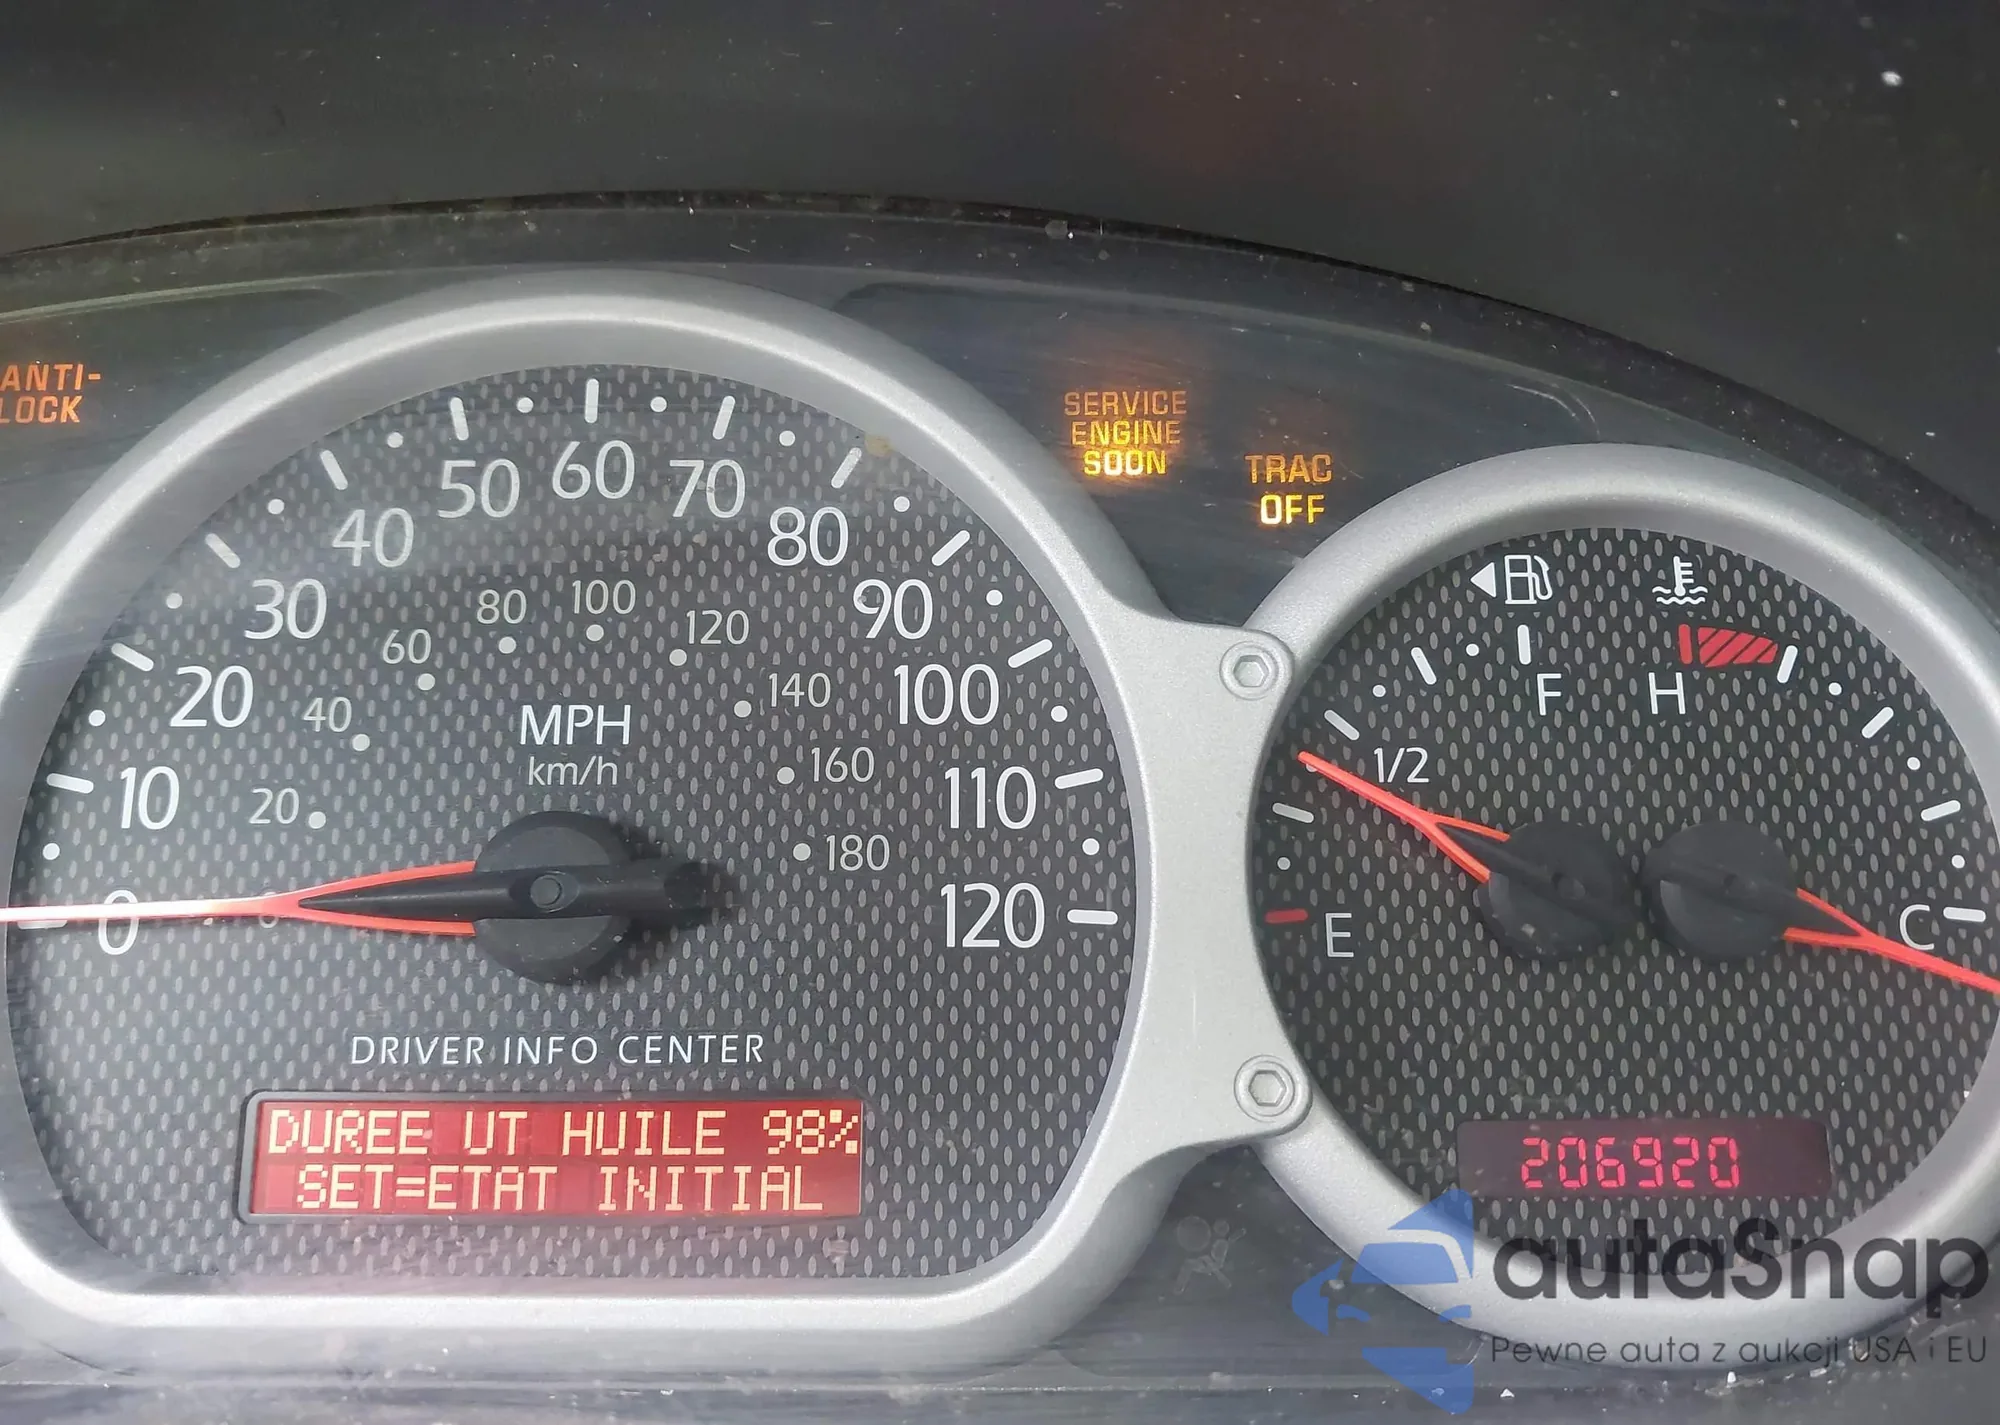 ANTI-
LOCK
SERVICE
ENGINE
SOON
TRAC
OFF
0 10 20 30 40 50 60 70 80 90 100 110 120
0 20 40 60 80 100 120 140 160 180
MPH
km/h
DRIVER INFO CENTER
DUREE UT HUILE 98%
SET=ETAT INITIAL
F
1/2
E
H
C
206920
autaSnap
Pewne auta z aukcji USA i EU